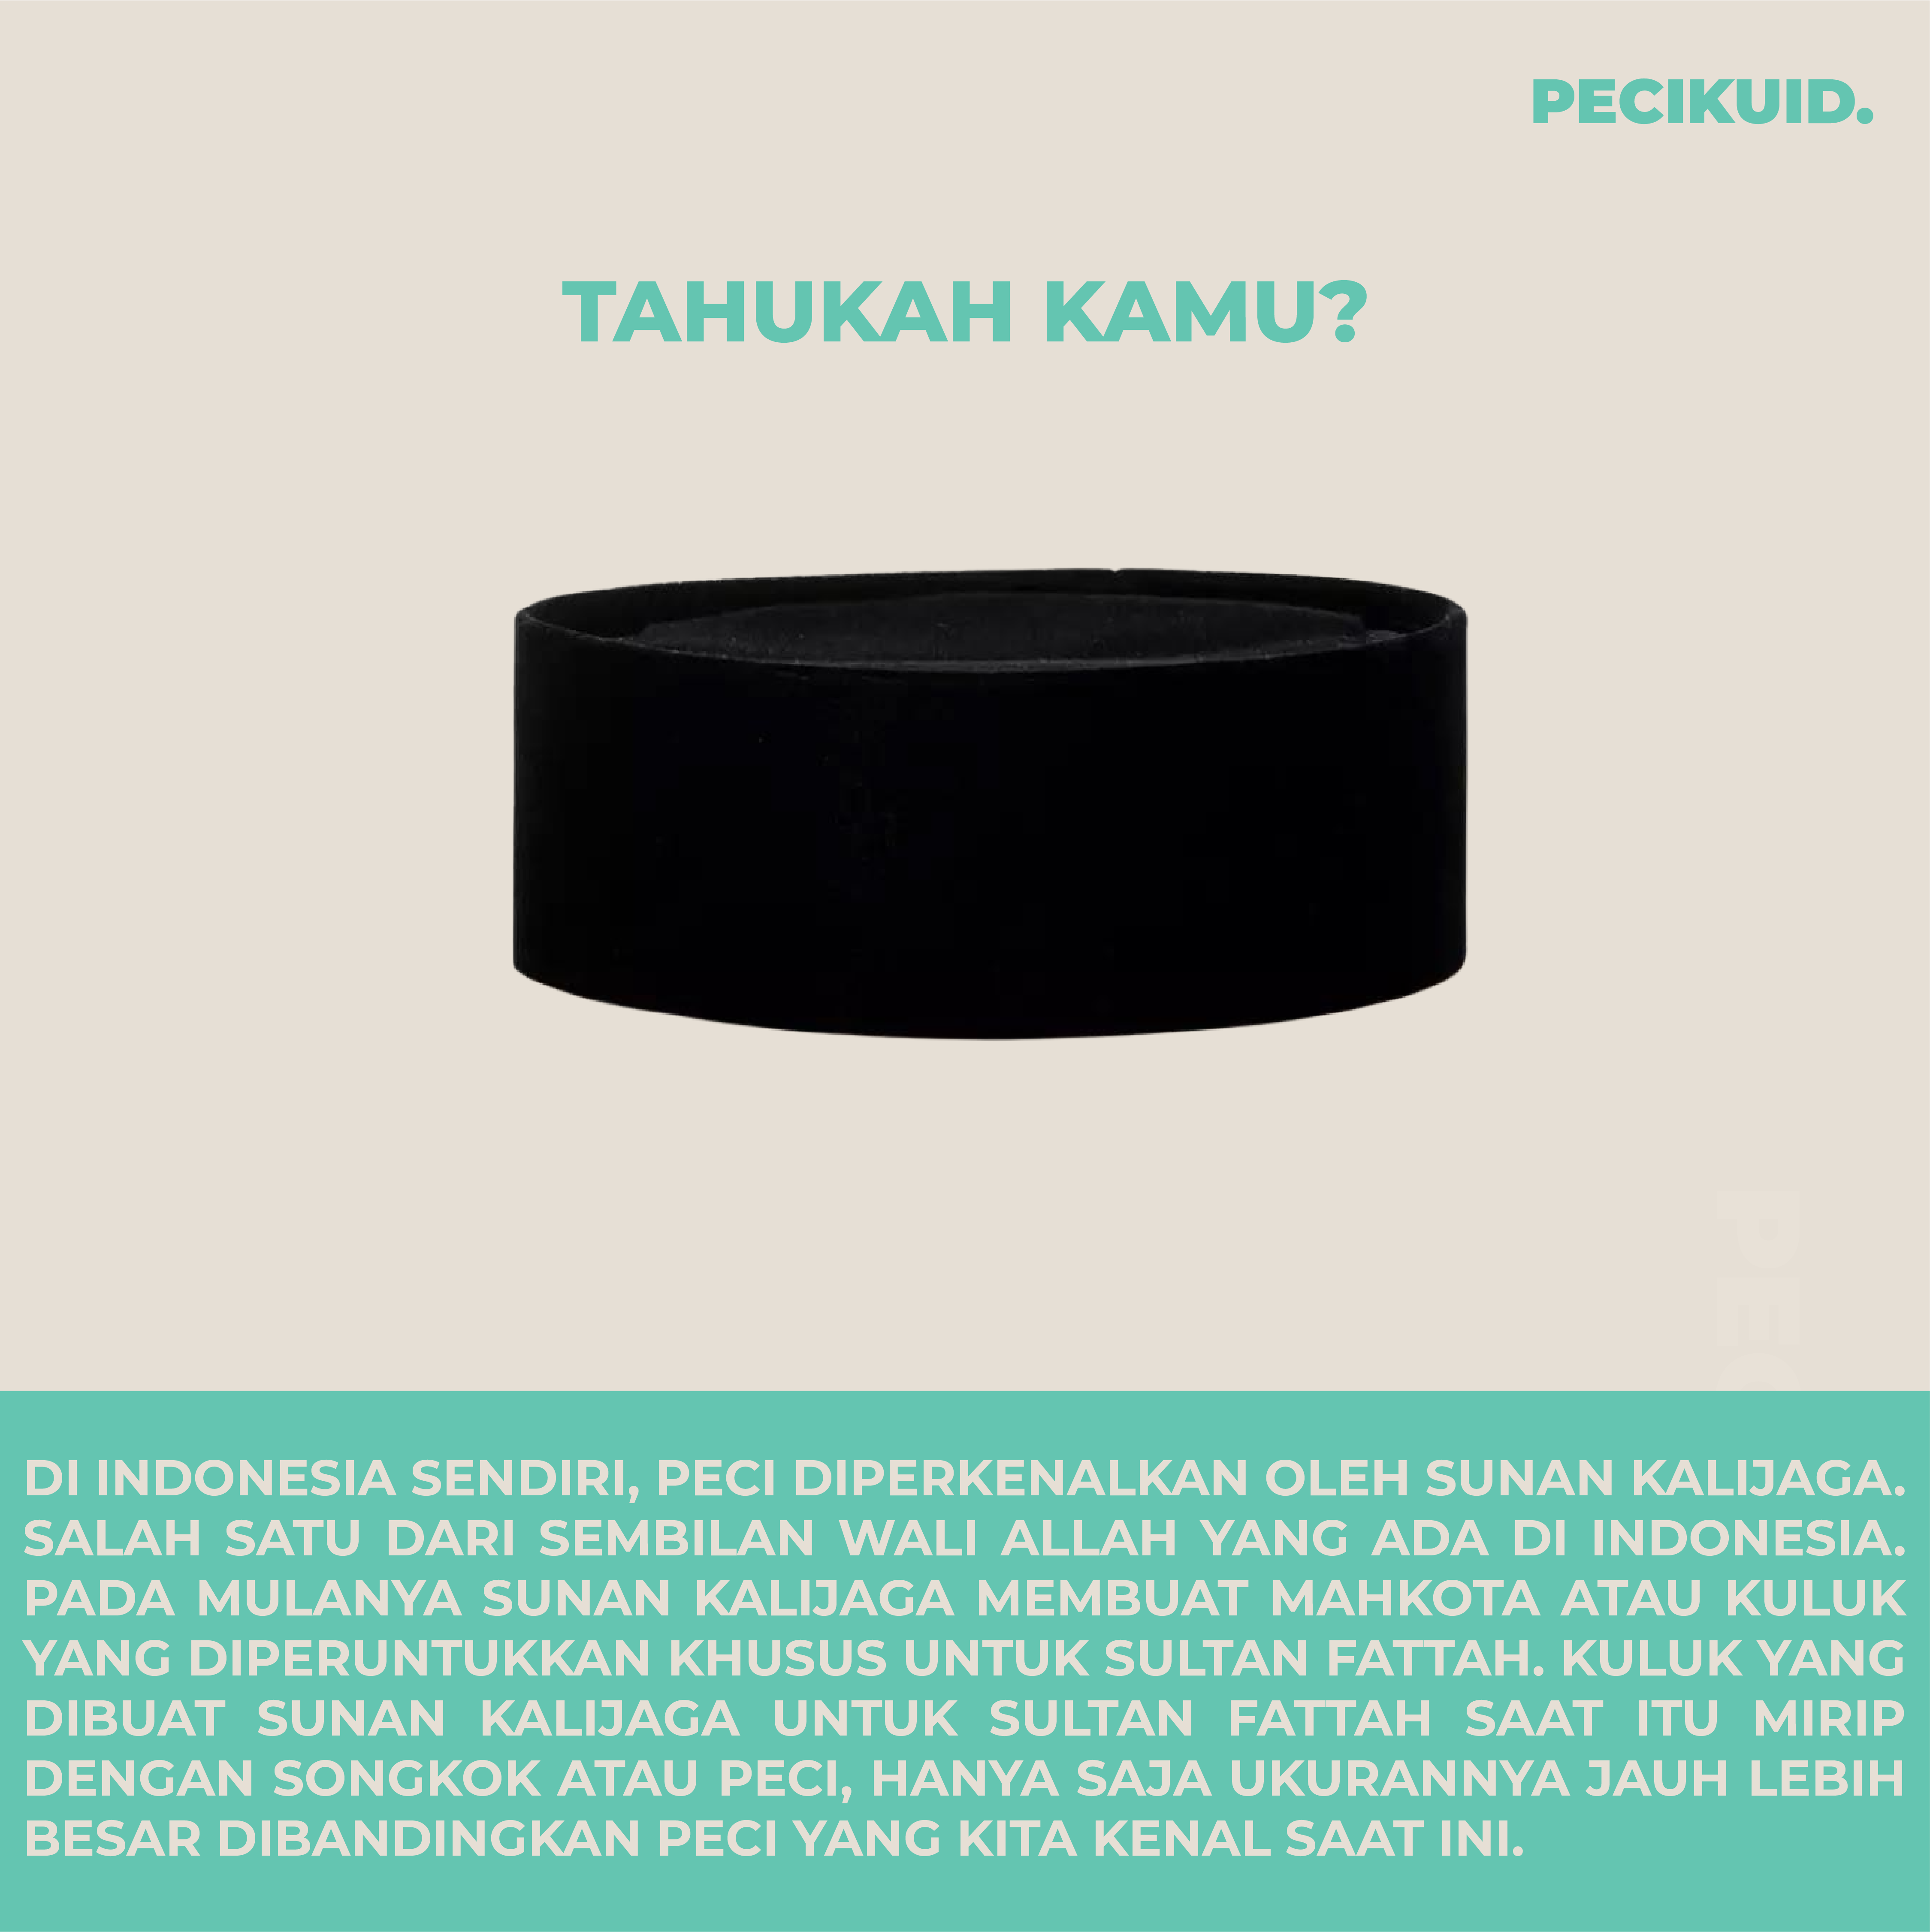 PECIKUID.
TAHUKAH KAMU?
PEC
DI INDONESIA SENDIRI, PECI DIPERKENALKAN OLEH SUNAN KALIJAGA.
SALAH SATU DARI SEMBILAN WALI ALLAH YANG ADA DI INDONESIA.
PADA MULANYA SUNAN KALIJAGA MEMBUAT MAHKOTA ATAU KULUK
YANG DIPERUNTUKKAN KHUSUS UNTUK SULTAN FATTAH. KULUK YANG
DIBUAT SUNAN KALIJAGA UNTUK SULTAN FATTAH SAAT ITU MIRIP
DENGAN SONGKOK ATAU PECI, HANYA SAJA UKURANNYA JAUH LEBIH
BESAR DIBANDINGKAN PECI YANG KITA KENAL SAAT INI.